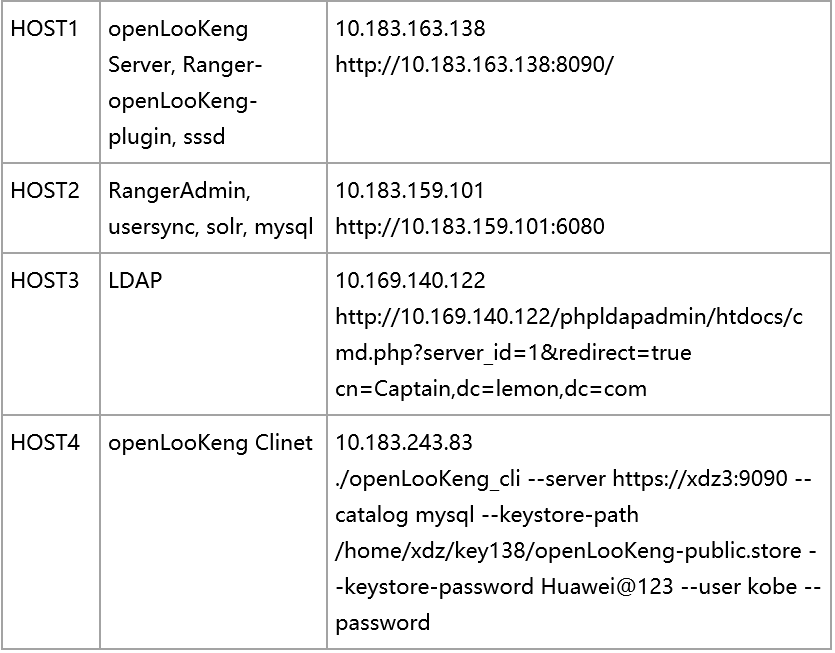 HOST1
openLooKeng
Server, Ranger-
openLooKeng-
plugin, sssd
10.183.163.138
http://10.183.163.138:8090/
HOST2
RangerAdmin,
usersync, solr, mysql
10.183.159.101
http://10.183.159.101:6080
HOST3
LDAP
10.169.140.122
http://10.169.140.122/phpldapadmin/htdocs/c
md.php?server_id=1&redirect=true
cn=Captain,dc=lemon,dc=com
HOST4
openLooKeng Clinet
10.183.243.83
./openLooKeng_cli --server https://xdz3:9090 --
catalog mysql --keystore-path
/home/xdz/key138/openLooKeng-public.store -
-keystore-password Huawei@123 --user kobe --
password